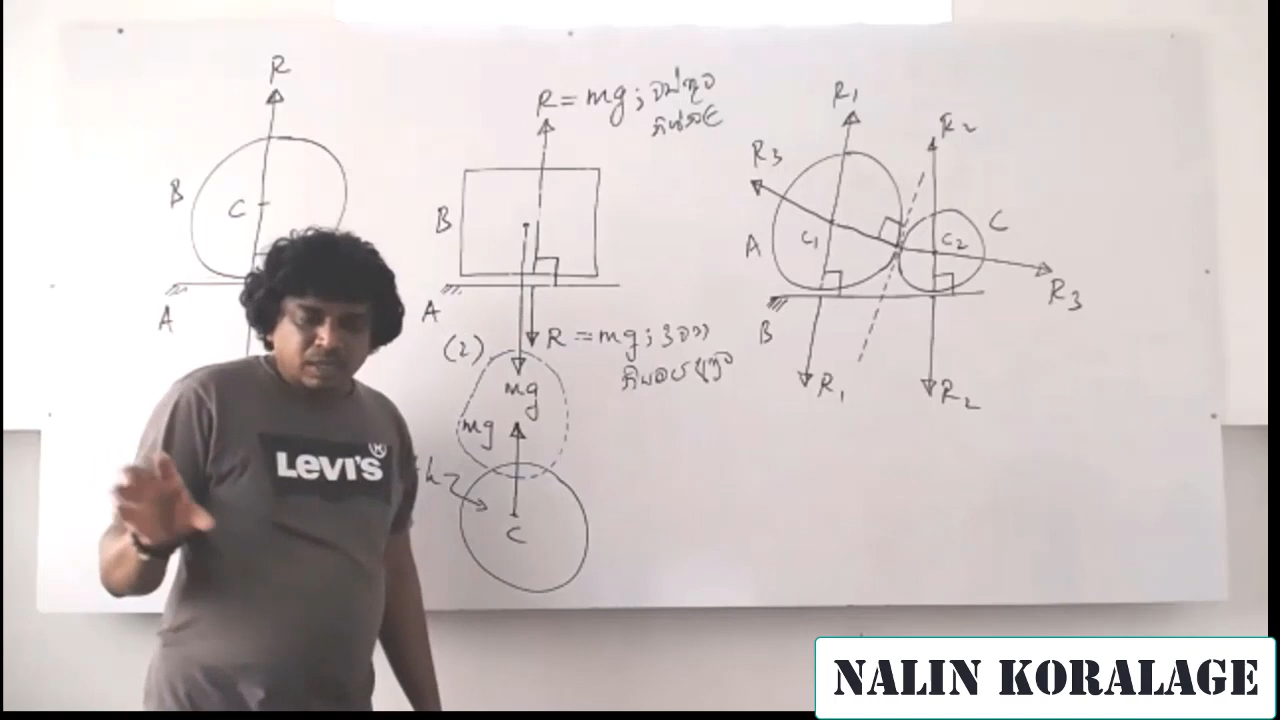 R
B
C
A
R = mg ;
B
A
R = mg ;
(2)
mg
mg
C
R1
R2
R3
A
C1
C2
C
B
R3
R1
R2
LEVI'S
®
NALIN KORALAGE